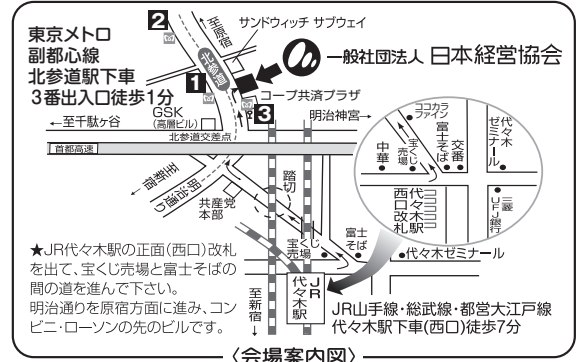 東京メトロ
副都心線
北参道駅下車
3番出入口徒歩1分
2
至原宿
サンドウィッチ サブウェイ
一般社団法人 日本経営協会
北参道
1
コープ共済プラザ
3
GSK
(高層ビル)
←至千駄ヶ谷
明治神宮→
北参道交差点
首都高速
至新宿
明治通り
共産党
本部
踏切
宝くじ
売場
富士
そば
代々木ゼミナール
JR
代々木駅
至新宿
ココカラ
ファイン
中華
宝くじ
売場
富士そば
交番
代々木
ゼミナール
代々木駅
西口改札
三菱
UFJ銀行
★JR代々木駅の正面(西口)改札
を出て、宝くじ売場と富士そばの
間の道を進んで下さい。
明治通りを原宿方面に進み、コン
ビニ・ローソンの先のビルです。
JR山手線・総武線・都営大江戸線
代々木駅下車(西口)徒歩7分
〈会場案内図〉